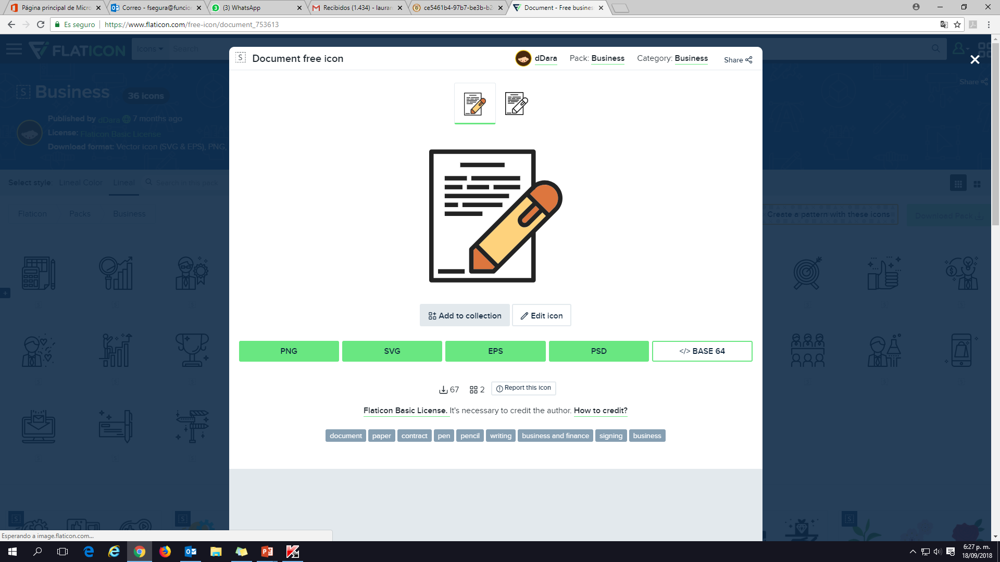 Página principal de Micro
Correo - fsegura@funcio
(3) WhatsApp
Recibidos (1.434) - lauran
ce5461b4-97b7-be3b-b2
Document - Free busines
Es seguro
https://www.flaticon.com/free-icon/document_753613
FLATICON
Icons
Search
Document free icon
dDara
Pack: Business
Category: Business
Share
Business
36 icons
Share
Published by dDara 7 months ago
License: Flaticon Basic License
Download format: Vector icon (SVG & EPS), PNG,
Select style: Lineal Color Lineal
Search in this pack
Flaticon
Packs
Business
Create a pattern with these icons
Download Pack
Add to collection
Edit icon
PNG
SVG
EPS
PSD
</> BASE 64
67
2
Report this icon
Flaticon Basic License. It's necessary to credit the author. How to credit?
document
paper
contract
pen
pencil
writing
business and finance
signing
business
Esperando a image.flaticon.com...
6:27 p. m.
18/09/2018